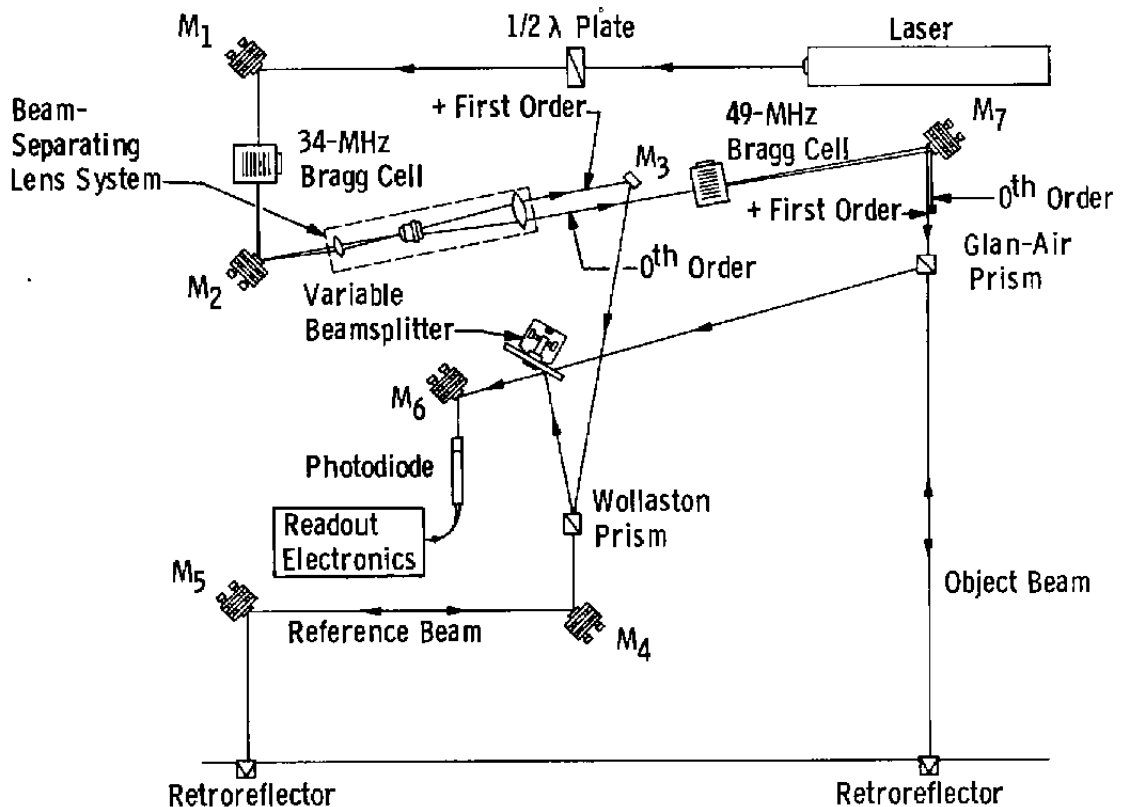 M1
1/2 λ Plate
Laser
+ First Order
M7
Beam-
Separating
Lens System
34-MHz
Bragg Cell
49-MHz
Bragg Cell
M3
0th Order
+ First Order
Glan-Air
Prism
0th Order
M2
Variable
Beamsplitter
M6
Photodiode
Wollaston
Prism
Readout
Electronics
M5
Object Beam
Reference Beam
M4
Retroreflector
Retroreflector